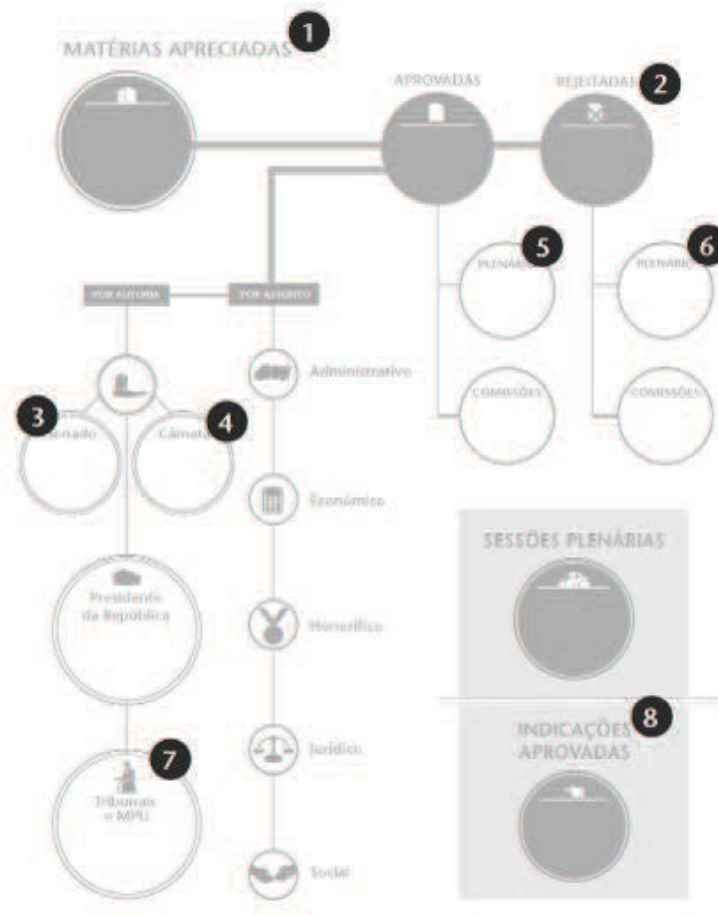 1
MATÉRIAS APRECIADAS
APROVADAS
REJEITADAS 2
5
PLENÁRIO
6
PLENÁRIO
POR AUTORIA
POR ASSUNTO
Administrativo
COMISSÕES
COMISSÕES
3
Senado
Câmara 4
Econômico
SESSÕES PLENÁRIAS
Presidente
da República
Honorífico
8
INDICAÇÕES
APROVADAS
7
Jurídico
Tribunais
e MPU
Social